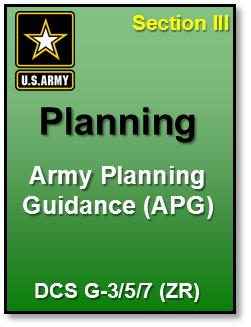 Section III
U.S.ARMY
Planning
Army Planning
Guidance (APG)
DCS G-3/5/7 (ZR)